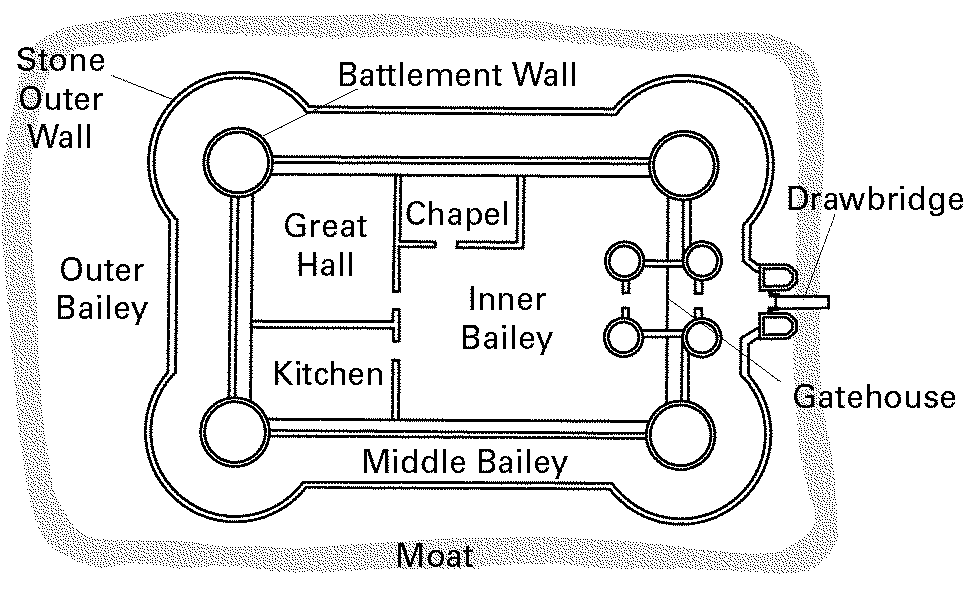 Stone
Outer
Wall
Battlement Wall
Drawbridge
Great
Hall
Chapel
Outer
Bailey
Inner
Bailey
Kitchen
Gatehouse
Middle Bailey
Moat